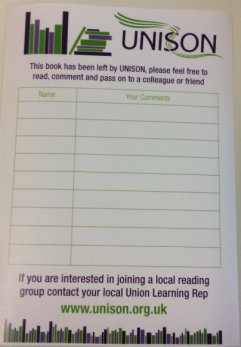 UNISON
This book has been left by UNISON, please feel free to
read, comment and pass on to a colleague or friend
Name Your Comments
If you are interested in joining a local reading
group contact your local Union Learning Rep
www.unison.org.uk